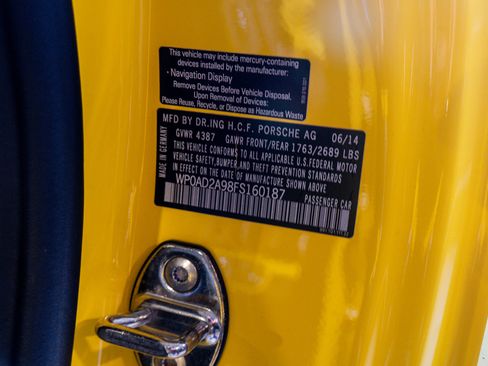 This vehicle may include mercury-containing
devices installed by the manufacturer:
• Navigation Display
Remove Devices Before Vehicle Disposal.
Upon Removal of Devices:
Please Reuse, Recycle, or Dispose as Hazardous Waste
MFD BY DR.ING H.C.F. PORSCHE AG 06/14
GVWR 4387 GAWR FRONT/REAR 1763/2689 LBS
THIS VEHICLE CONFORMS TO ALL APPLICABLE U.S.FEDERAL MOTOR
VEHICLE SAFETY,BUMPER,AND THEFT PREVENTION STANDARDS
IN EFFECT ON THE DATE OF MANUFACTURE SHOWN ABOVE.
MADE IN GERMANY
WP0AD2A98FS160187
PASSENGER CAR